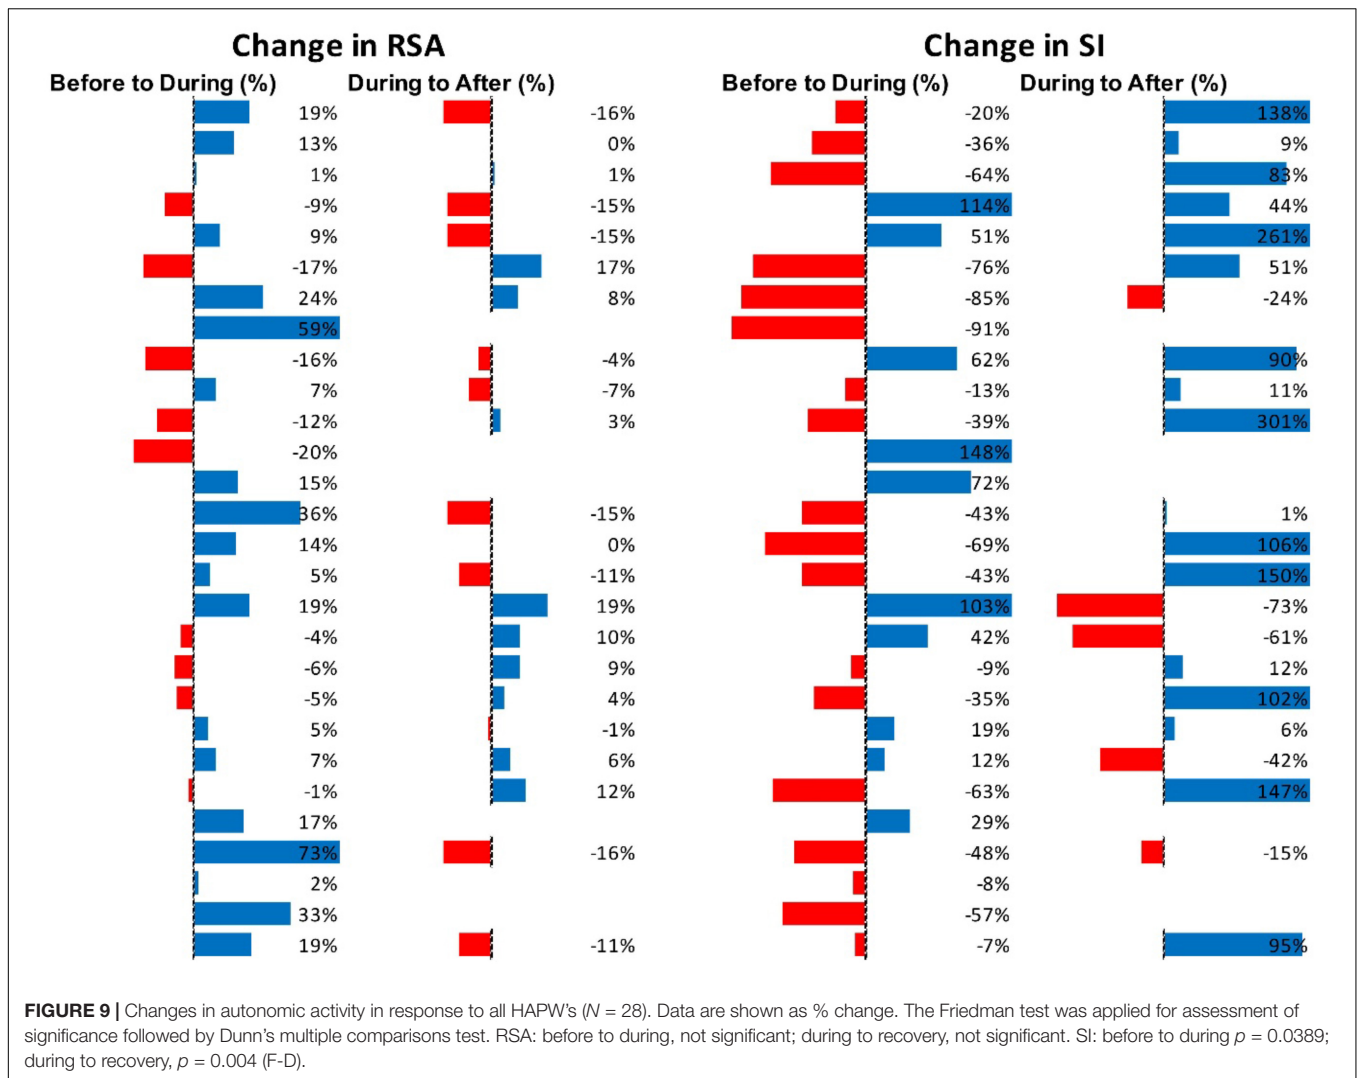 Change in RSA Change in SI
Before to During (%) During to After (%) Before to During (%) During to After (%)
19% -16% -20% 138%
13% 0% -36% 9%
1% 1% -64% 83%
-9% -15% 114% 44%
9% -15% 51% 261%
-17% 17% -76% 51%
24% 8% -85% -24%
59% -91%
-16% -4% 62% 90%
7% -7% -13% 11%
-12% 3% -39% 301%
-20% 148%
15% 72%
36% -15% -43% 1%
14% 0% -69% 106%
5% -11% -43% 150%
19% 19% 103% -73%
-4% 10% 42% -61%
-6% 9% -9% 12%
-5% 4% -35% 102%
5% -1% 19% 6%
7% 6% 12% -42%
-1% 12% -63% 147%
17% 29%
73% -16% -48% -15%
2% -8%
33% -57%
19% -11% -7% 95%
FIGURE 9 | Changes in autonomic activity in response to all HAPW's (N = 28). Data are shown as % change. The Friedman test was applied for assessment of
significance followed by Dunn's multiple comparisons test. RSA: before to during, not significant; during to recovery, not significant. SI: before to during p = 0.0389;
during to recovery, p = 0.004 (F-D).